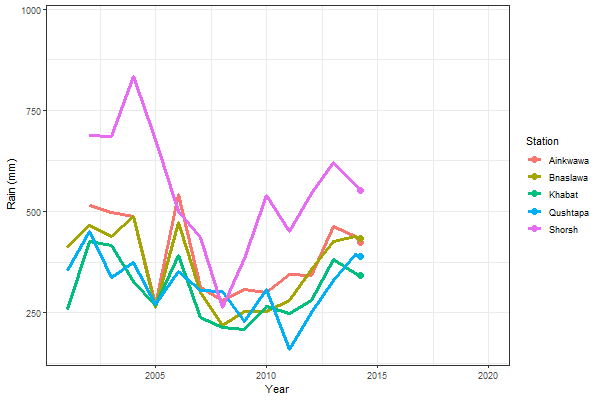 1000
750
500
250
Rain (mm)
2005
2010
2015
2020
Year
Station
Ainkwawa
Bnaslawa
Khabat
Qushtapa
Shorsh